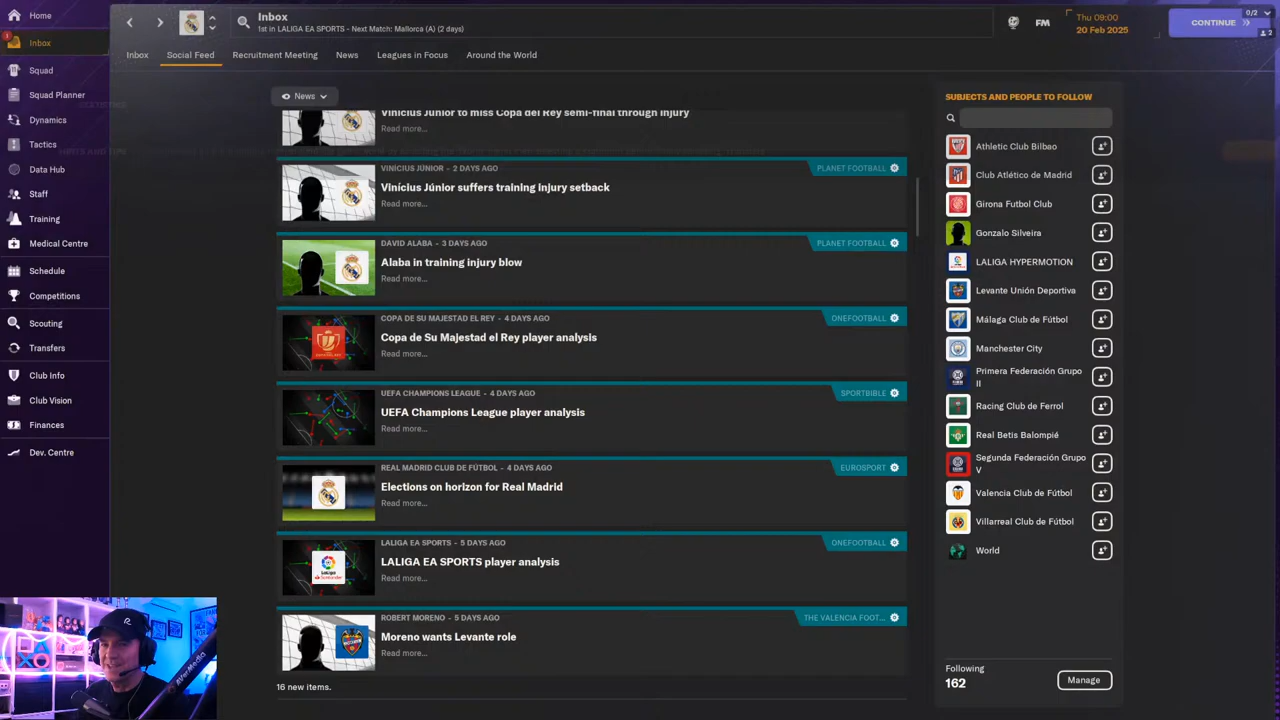 Home
Inbox
Squad
Squad Planner
Dynamics
Tactics
Data Hub
Staff
Training
Medical Centre
Schedule
Competitions
Scouting
Transfers
Club Info
Club Vision
Finances
Dev. Centre
Inbox
1st in LALIGA EA SPORTS - Next Match: Mallorca (A) (2 days)
FM
Thu 09:00
20 Feb 2025
CONTINUE
0/2
2
Inbox
Social Feed
Recruitment Meeting
News
Leagues in Focus
Around the World
News
Vinícius Júnior to miss Copa del Rey semi-final through injury
Read more...
VINÍCIUS JÚNIOR - 2 DAYS AGO
PLANET FOOTBALL
Vinícius Júnior suffers training injury setback
Read more...
DAVID ALABA - 3 DAYS AGO
PLANET FOOTBALL
Alaba in training injury blow
Read more...
COPA DE SU MAJESTAD EL REY - 4 DAYS AGO
ONEFOOTBALL
Copa de Su Majestad el Rey player analysis
Read more...
UEFA CHAMPIONS LEAGUE - 4 DAYS AGO
SPORTBIBLE
UEFA Champions League player analysis
Read more...
REAL MADRID CLUB DE FÚTBOL - 4 DAYS AGO
EUROSPORT
Elections on horizon for Real Madrid
Read more...
LALIGA EA SPORTS - 5 DAYS AGO
ONEFOOTBALL
LALIGA EA SPORTS player analysis
Read more...
ROBERT MORENO - 5 DAYS AGO
THE VALENCIA FOOT...
Moreno wants Levante role
Read more...
16 new items.
SUBJECTS AND PEOPLE TO FOLLOW
Athletic Club Bilbao
Club Atlético de Madrid
Girona Futbol Club
Gonzalo Silveira
LALIGA HYPERMOTION
Levante Unión Deportiva
Málaga Club de Fútbol
Manchester City
Primera Federación Grupo
II
Racing Club de Ferrol
Real Betis Balompié
Segunda Federación Grupo
V
Valencia Club de Fútbol
Villarreal Club de Fútbol
World
Following
162
Manage
AVerMedia